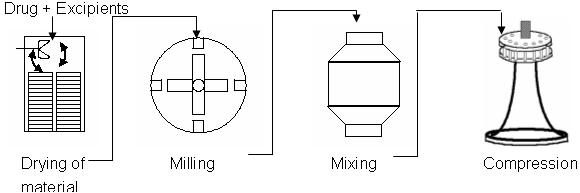 Drug + Excipients
Drying of
material
Milling
Mixing
Compression